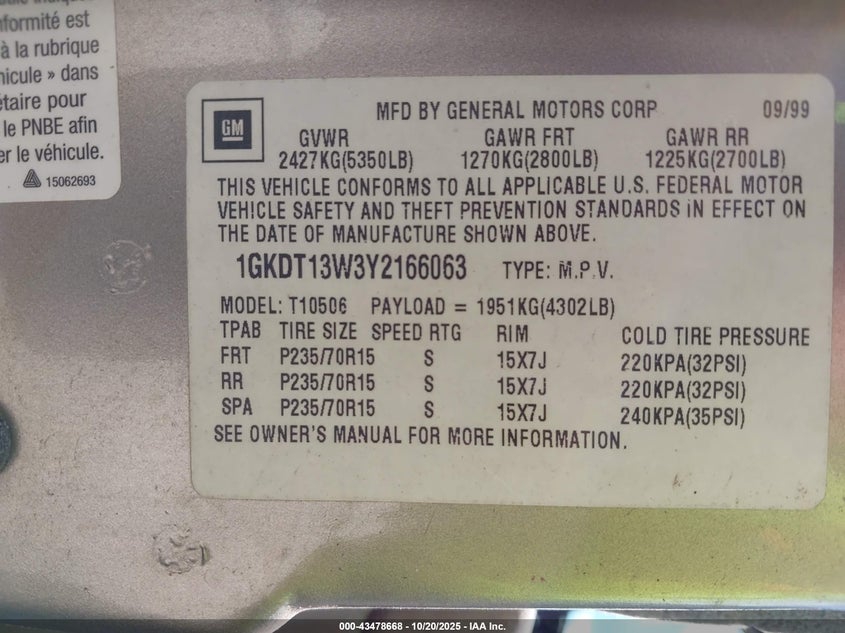 nformité est
à la rubrique
hicule » dans
étaire pour
le PNBE afin
er le véhicule.
15062693
GM
MFD BY GENERAL MOTORS CORP 09/99
GVWR GAWR FRT GAWR RR
2427KG(5350LB) 1270KG(2800LB) 1225KG(2700LB)
THIS VEHICLE CONFORMS TO ALL APPLICABLE U.S. FEDERAL MOTOR
VEHICLE SAFETY AND THEFT PREVENTION STANDARDS IN EFFECT ON
THE DATE OF MANUFACTURE SHOWN ABOVE.
1GKDT13W3Y2166063 TYPE: M.P.V.
MODEL: T10506 PAYLOAD = 1951KG(4302LB)
TPAB TIRE SIZE SPEED RTG RIM COLD TIRE PRESSURE
FRT P235/70R15 S 15X7J 220KPA(32PSI)
RR P235/70R15 S 15X7J 220KPA(32PSI)
SPA P235/70R15 S 15X7J 240KPA(35PSI)
SEE OWNER'S MANUAL FOR MORE INFORMATION.
000-43478668 - 10/20/2025 - IAA Inc.